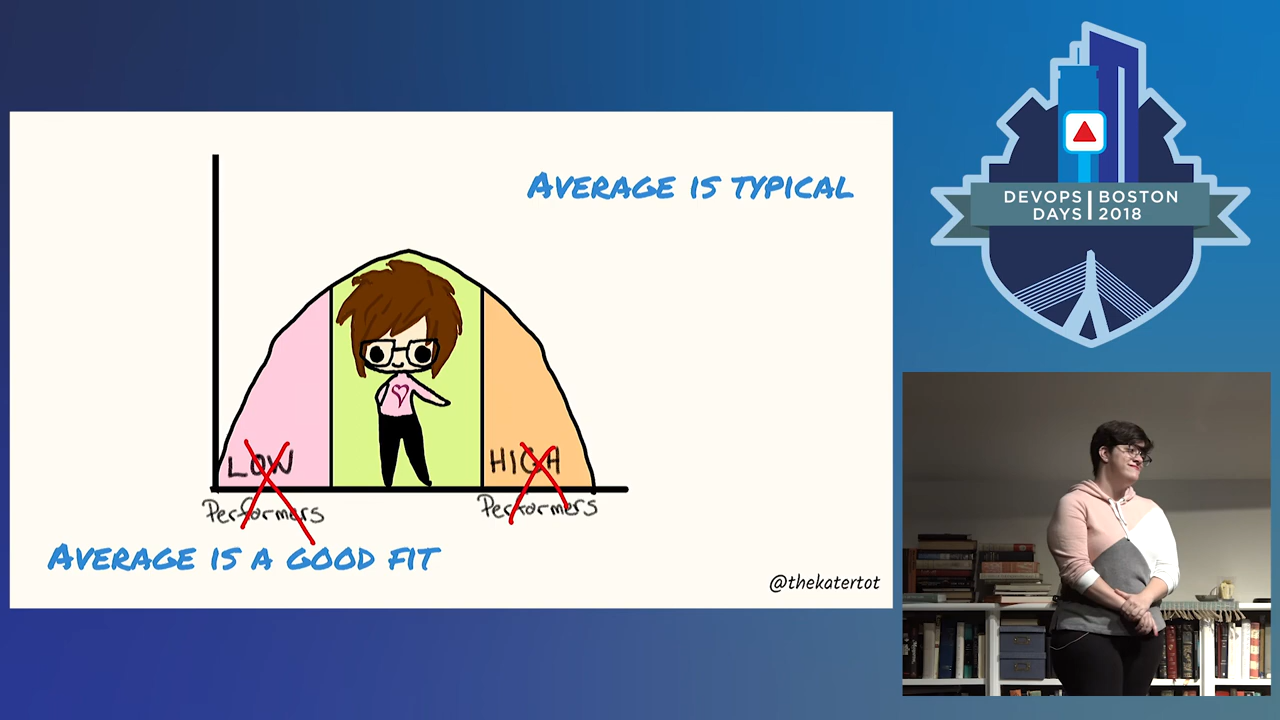 AVERAGE IS TYPICAL
LOW
HIGH
Performers
Performers
AVERAGE IS A GOOD FIT
@thekatertot
DEVOPS BOSTON
DAYS 2018